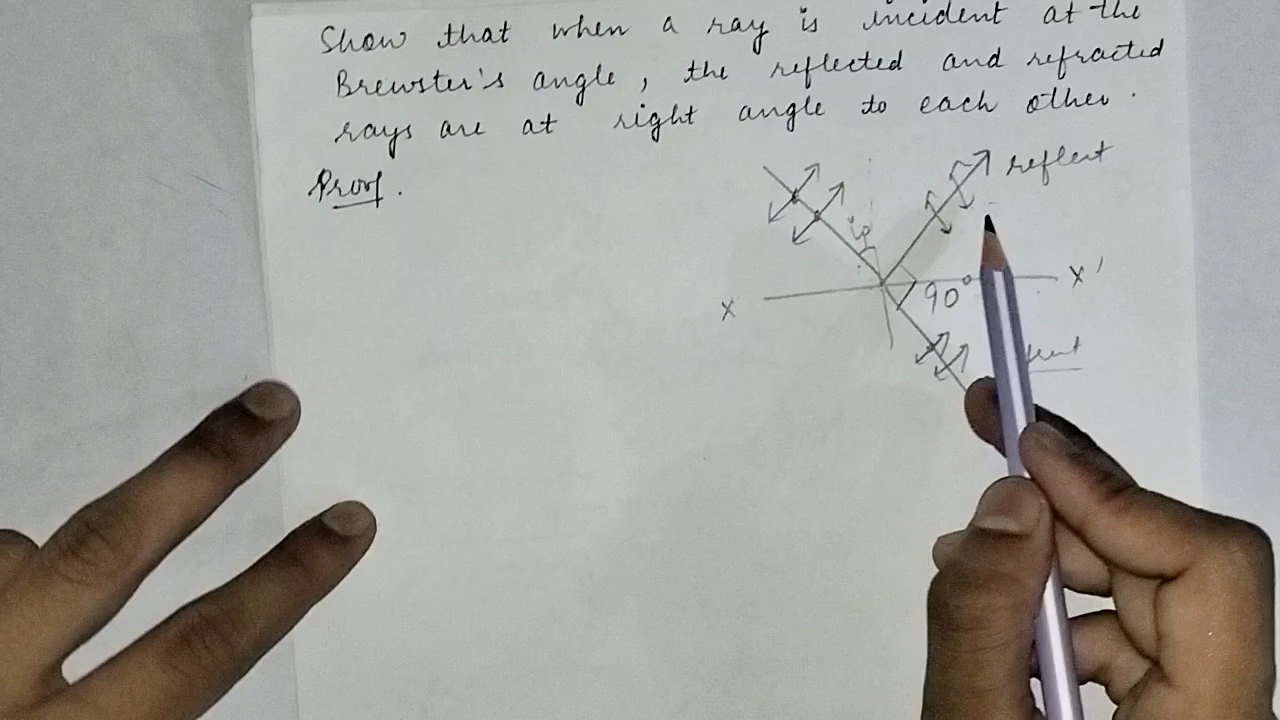 Show that when a ray is incident at the
Brewster's angle, the reflected and refracted
rays are at right angle to each other.
Proof.
reflect
ip
X
90°
X'